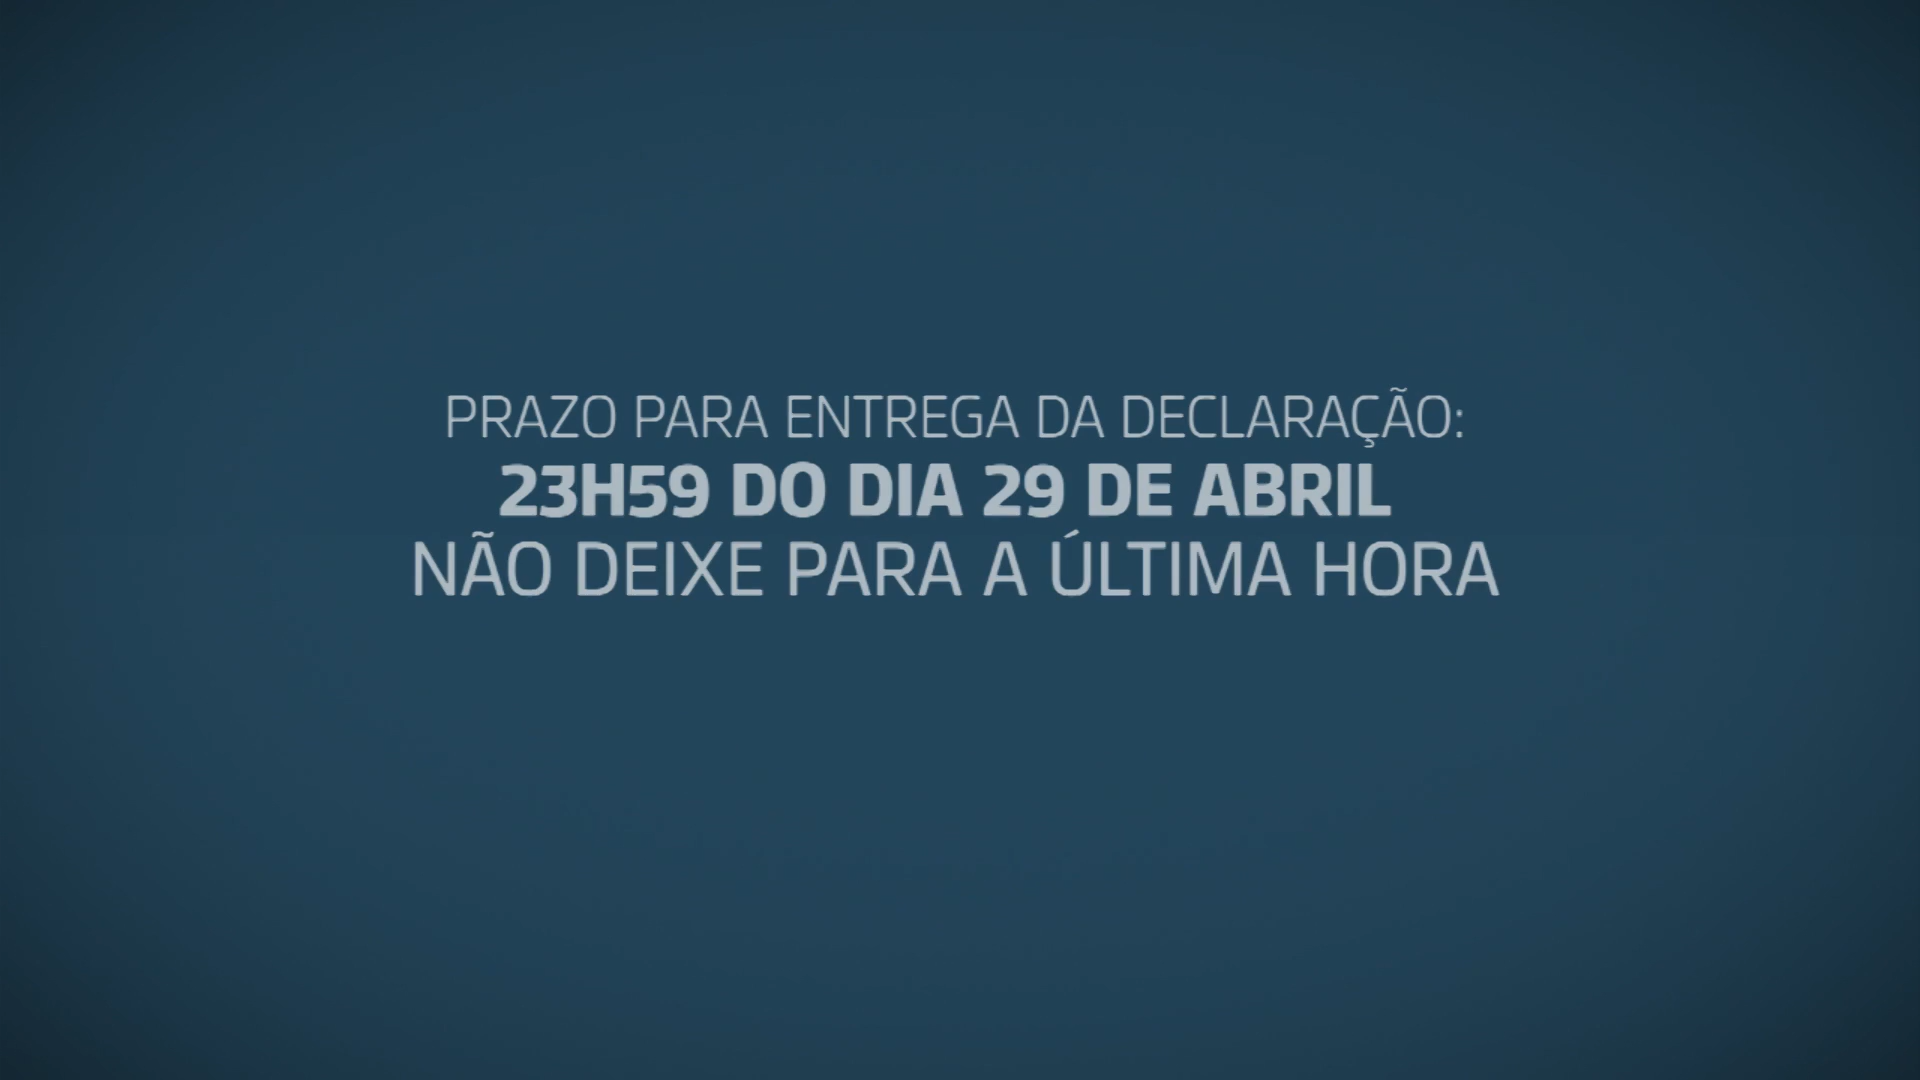 PRAZO PARA ENTREGA DA DECLARAÇÃO:
23H59 DO DIA 29 DE ABRIL
NÃO DEIXE PARA A ÚLTIMA HORA